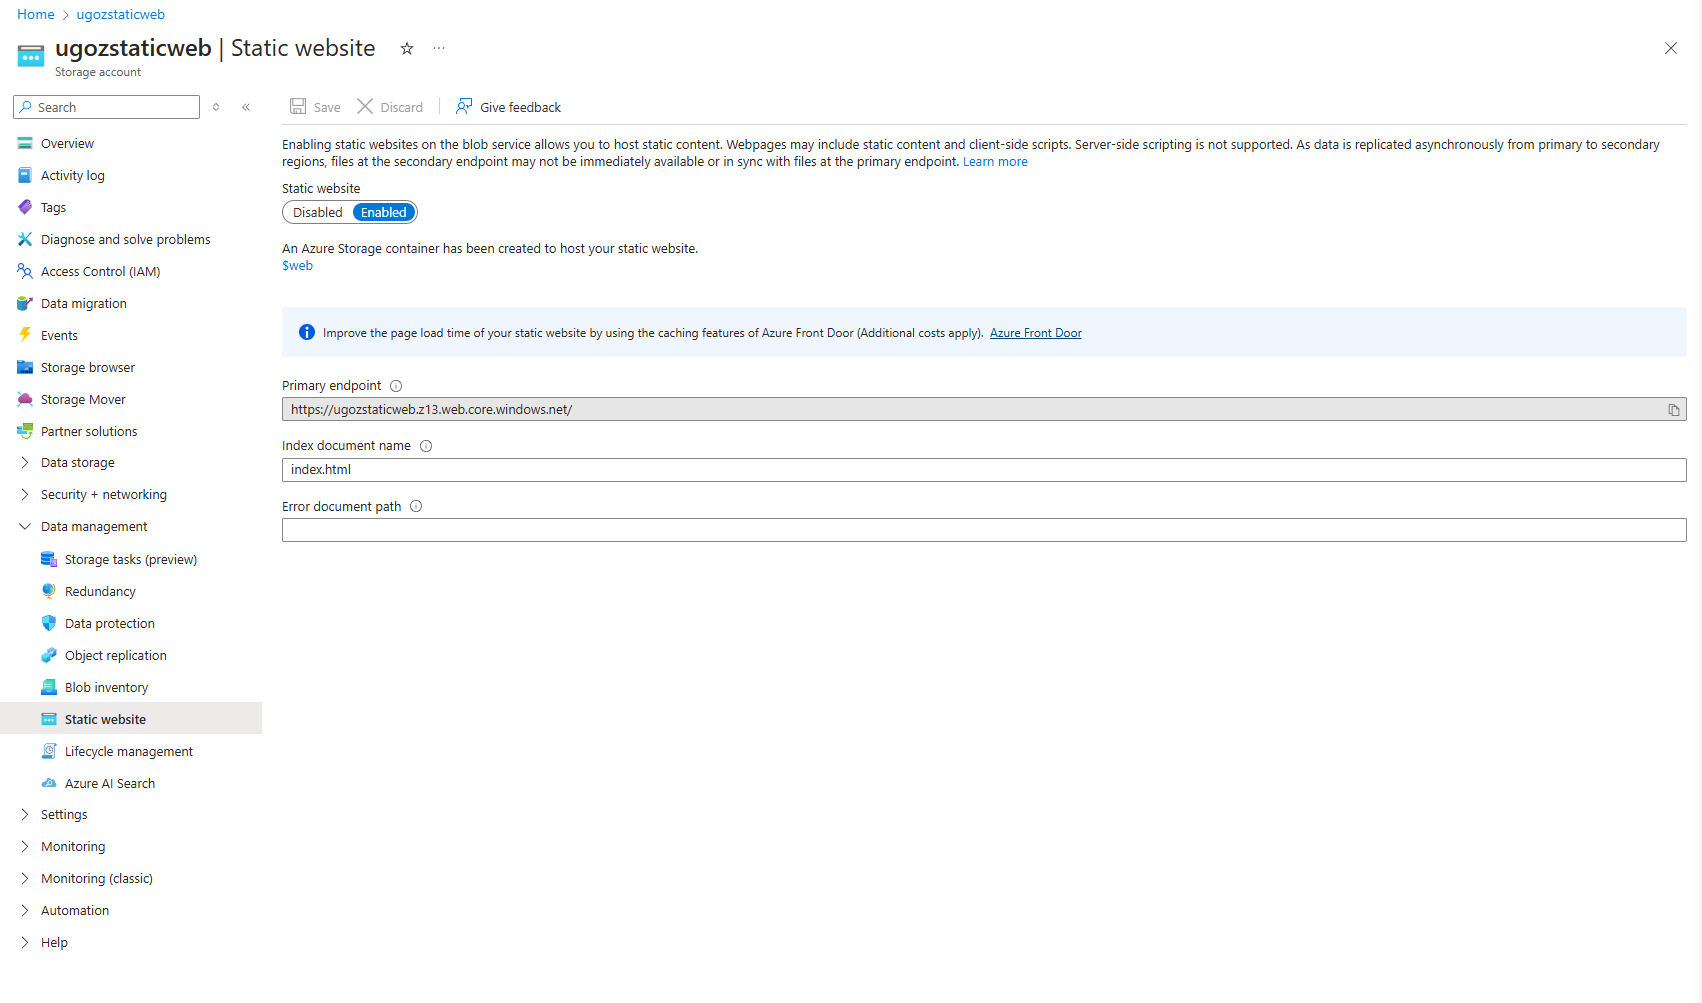 Home > ugozstaticweb
ugozstaticweb | Static website
Storage account
Search
Overview
Activity log
Tags
Diagnose and solve problems
Access Control (IAM)
Data migration
Events
Storage browser
Storage Mover
Partner solutions
Data storage
Security + networking
Data management
Storage tasks (preview)
Redundancy
Data protection
Object replication
Blob inventory
Static website
Lifecycle management
Azure AI Search
Settings
Monitoring
Monitoring (classic)
Automation
Help
Save Discard Give feedback
Enabling static websites on the blob service allows you to host static content. Webpages may include static content and client-side scripts. Server-side scripting is not supported. As data is replicated asynchronously from primary to secondary
regions, files at the secondary endpoint may not be immediately available or in sync with files at the primary endpoint. Learn more
Static website
Disabled Enabled
An Azure Storage container has been created to host your static website.
$web
Improve the page load time of your static website by using the caching features of Azure Front Door (Additional costs apply). Azure Front Door
Primary endpoint
https://ugozstaticweb.z13.web.core.windows.net/
Index document name
index.html
Error document path